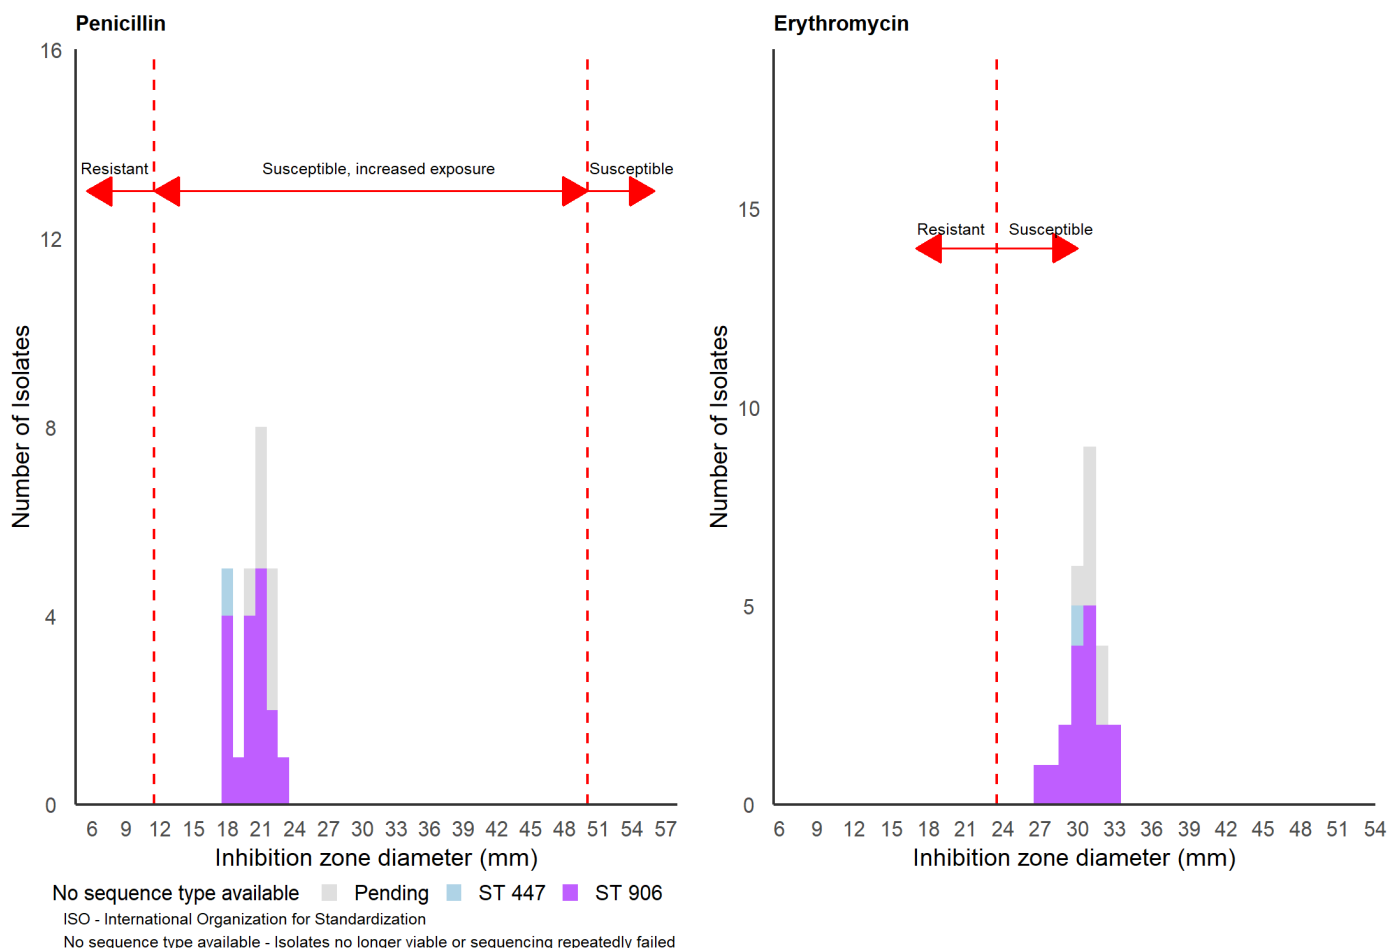 Penicillin
16
12
8
4
0
Number of Isolates
Resistant
Susceptible, increased exposure
Susceptible
6 9 12 15 18 21 24 27 30 33 36 39 42 45 48 51 54 57
Inhibition zone diameter (mm)
Erythromycin
15
10
5
0
Number of Isolates
Resistant
Susceptible
6 9 12 15 18 21 24 27 30 33 36 39 42 45 48 51 54
Inhibition zone diameter (mm)
No sequence type available Pending ST 447 ST 906
ISO - International Organization for Standardization
No sequence type available - Isolates no longer viable or sequencing repeatedly failed